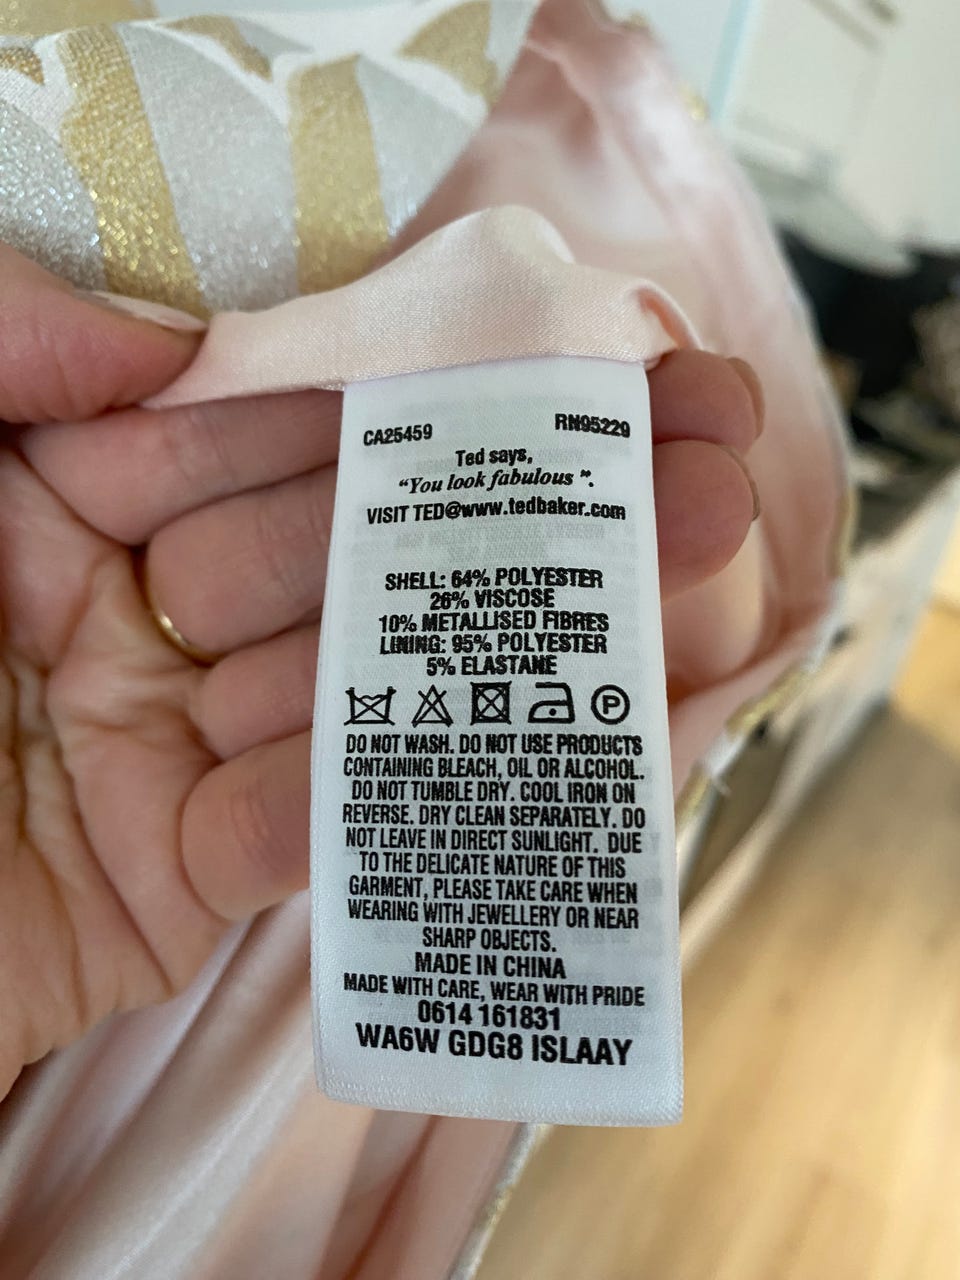 CA25459 RN95229
Ted says,
“You look fabulous ”.
VISIT TED@www.tedbaker.com
SHELL: 64% POLYESTER
26% VISCOSE
10% METALLISED FIBRES
LINING: 95% POLYESTER
5% ELASTANE
P
DO NOT WASH. DO NOT USE PRODUCTS
CONTAINING BLEACH, OIL OR ALCOHOL.
DO NOT TUMBLE DRY. COOL IRON ON
REVERSE. DRY CLEAN SEPARATELY. DO
NOT LEAVE IN DIRECT SUNLIGHT. DUE
TO THE DELICATE NATURE OF THIS
GARMENT, PLEASE TAKE CARE WHEN
WEARING WITH JEWELLERY OR NEAR
SHARP OBJECTS.
MADE IN CHINA
MADE WITH CARE, WEAR WITH PRIDE
0614 161831
WA6W GDG8 ISLAAY